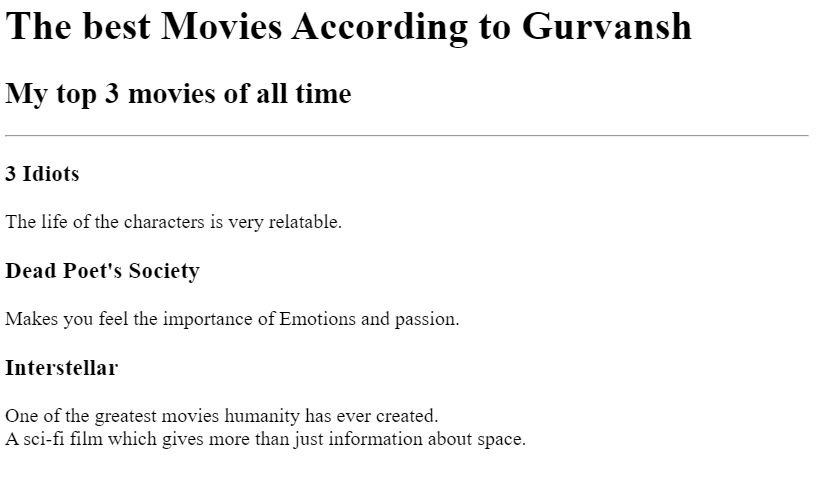 The best Movies According to Gurvansh
My top 3 movies of all time
3 Idiots
The life of the characters is very relatable.
Dead Poet's Society
Makes you feel the importance of Emotions and passion.
Interstellar
One of the greatest movies humanity has ever created.
A sci-fi film which gives more than just information about space.